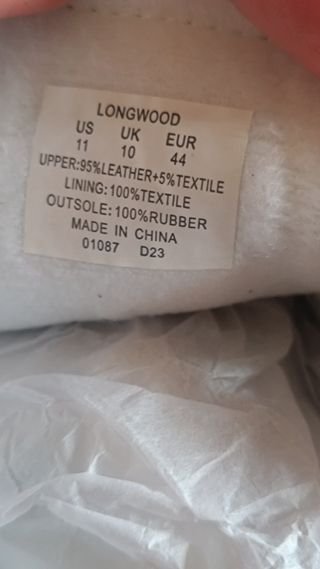 LONGWOOD
US UK EUR
11 10 44
UPPER:95%LEATHER+5%TEXTILE
LINING:100%TEXTILE
OUTSOLE:100%RUBBER
MADE IN CHINA
01087 D23